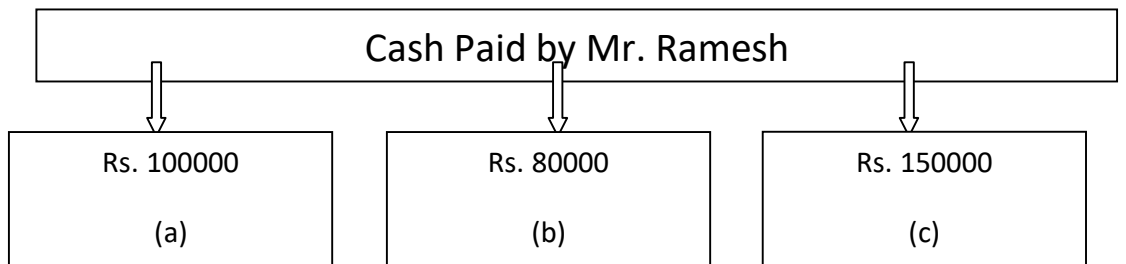 Cash Paid by Mr. Ramesh
Rs. 100000
(a)
Rs. 80000
(b)
Rs. 150000
(c)